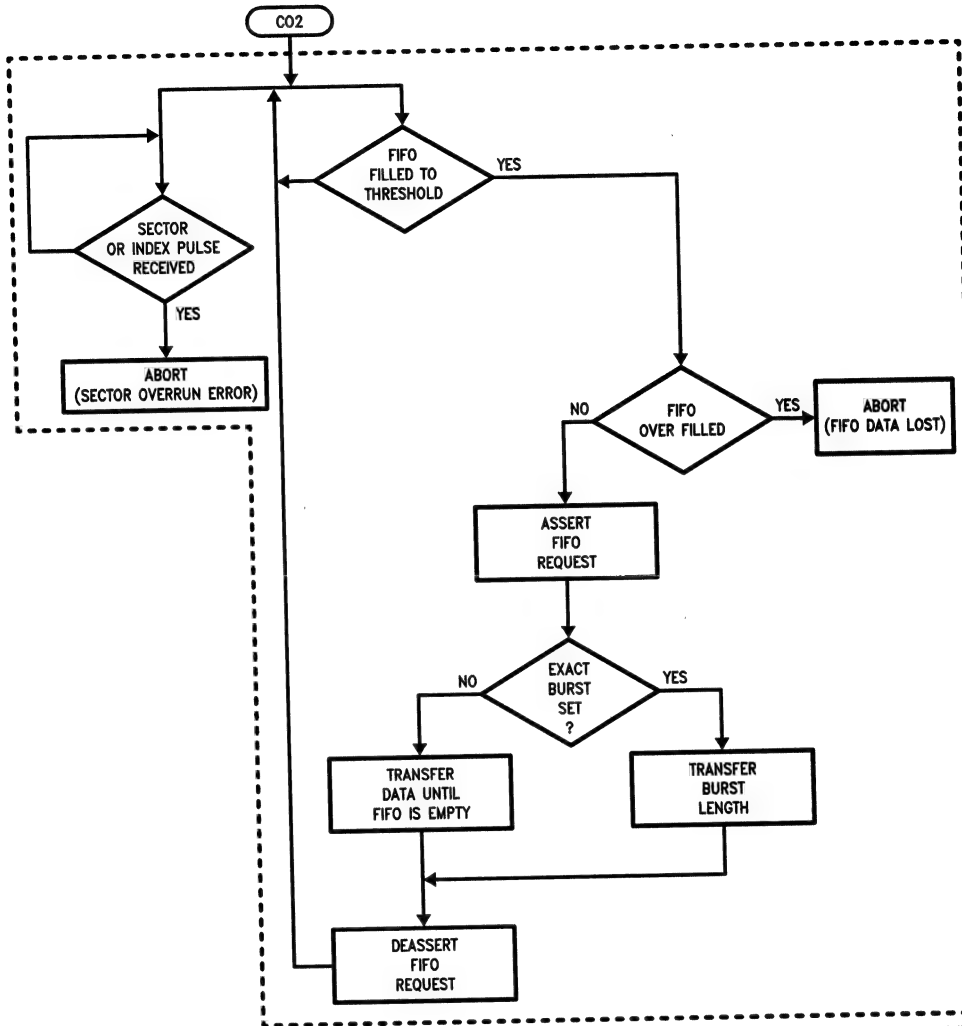 CO2
FIFO
FILLED TO
THRESHOLD
YES
SECTOR
OR INDEX PULSE
RECEIVED
YES
ABORT
(SECTOR OVERRUN ERROR)
FIFO
OVER FILLED
NO
YES
ABORT
(FIFO DATA LOST)
ASSERT
FIFO
REQUEST
EXACT
BURST
SET
?
NO
YES
TRANSFER
DATA UNTIL
FIFO IS EMPTY
TRANSFER
BURST
LENGTH
DEASSERT
FIFO
REQUEST